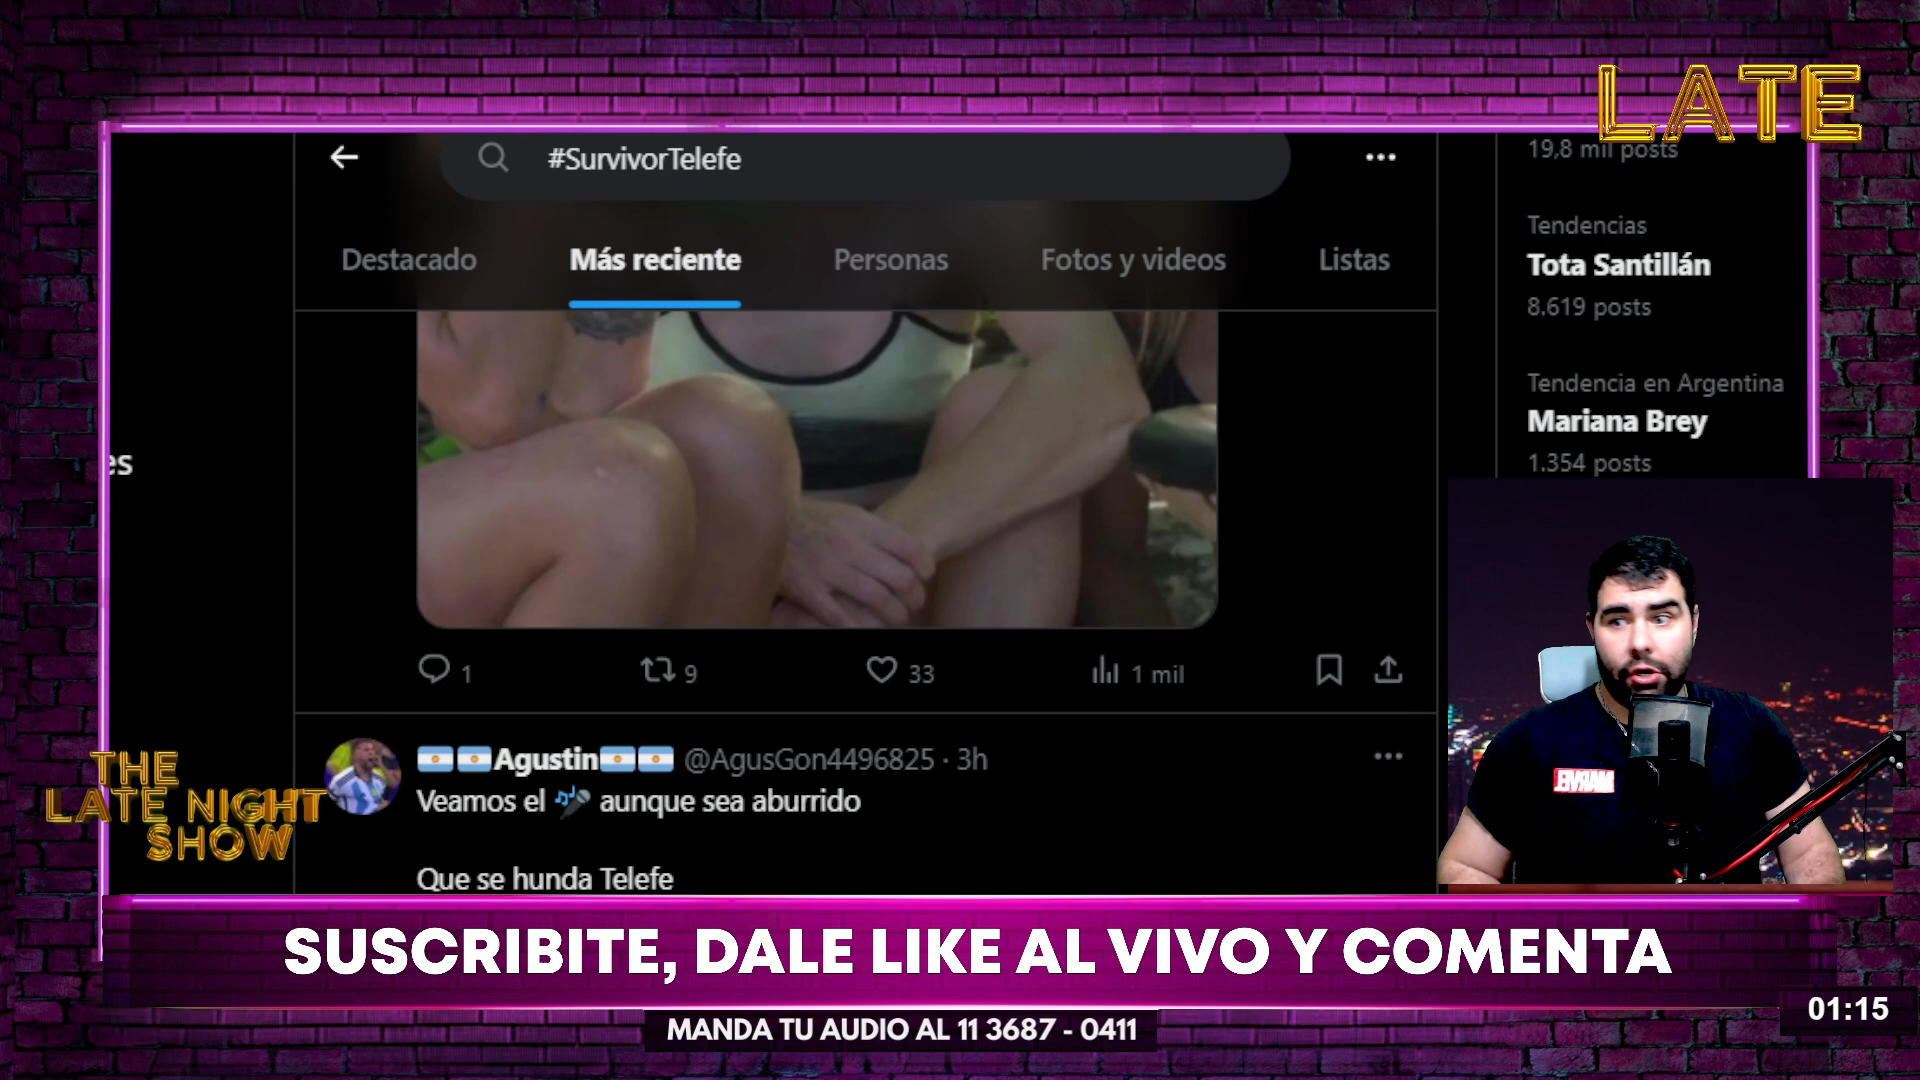 LATE
#SurvivorTelefe
19,8 mil posts
Destacado
Más reciente
Personas
Fotos y videos
Listas
Tendencias
Tota Santillán
8.619 posts
Tendencia en Argentina
Mariana Brey
1.354 posts
es
1
9
33
1 mil
Agustin @AgusGon4496825 · 3h
Veamos el 🎤 aunque sea aburrido
Que se hunda Telefe
THE
LATE NIGHT
SHOW
MARVEL
SUSCRIBITE, DALE LIKE AL VIVO Y COMENTA
01:15
MANDA TU AUDIO AL 11 3687 - 0411